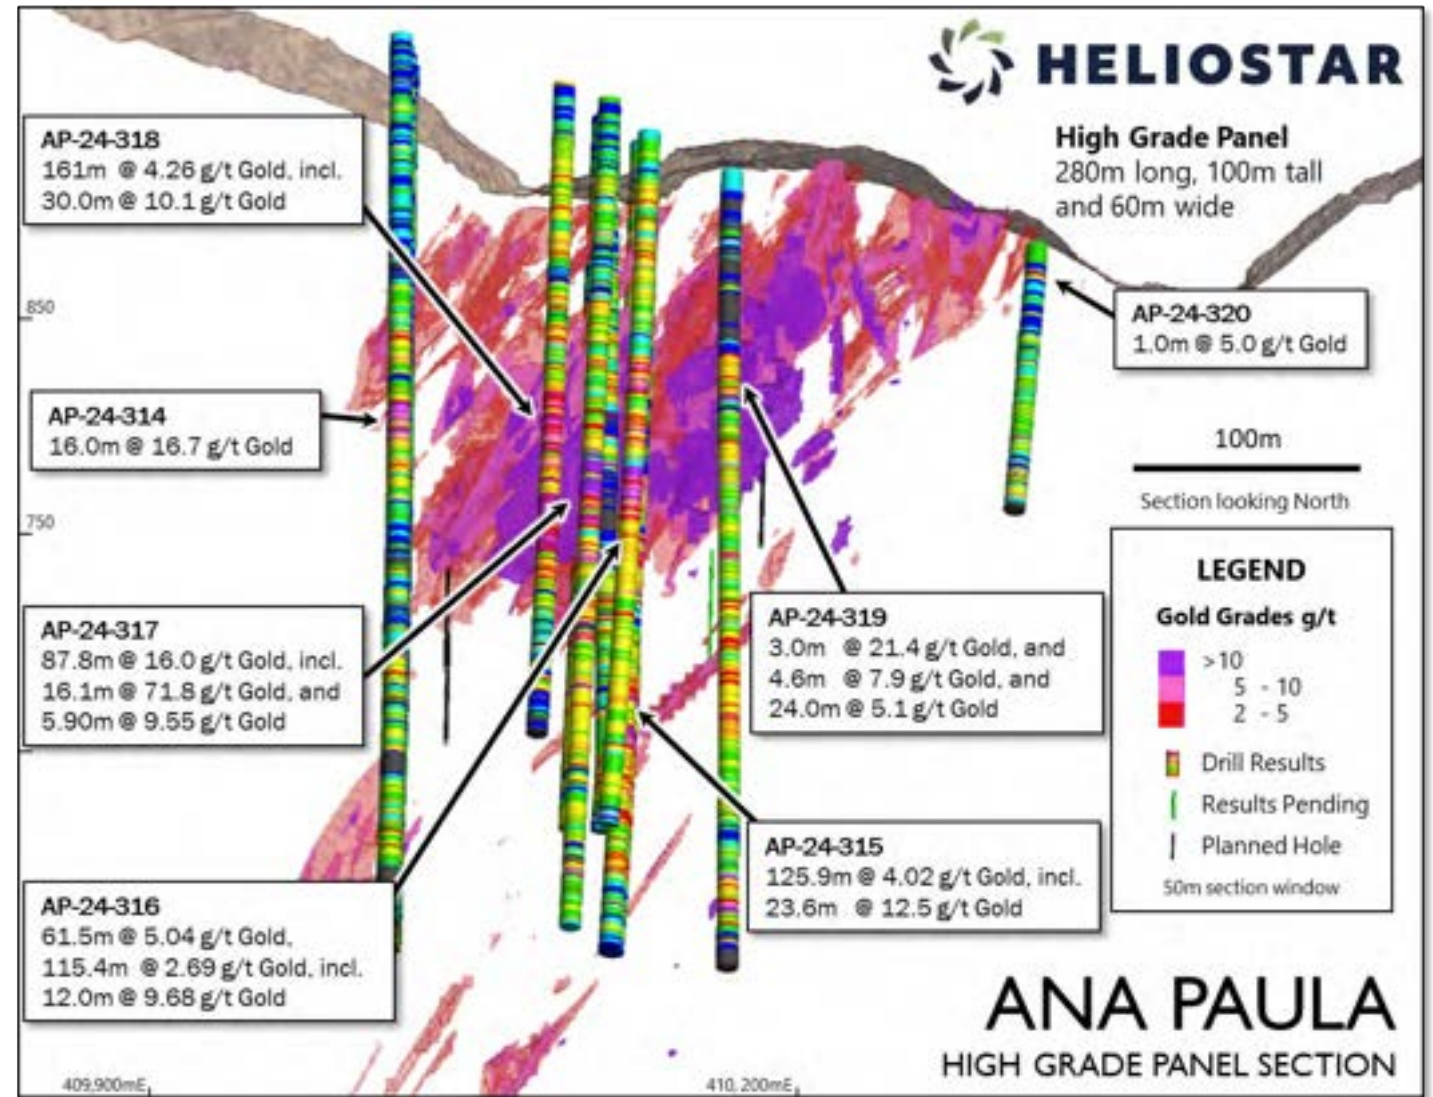 HELIOSTAR
High Grade Panel
280m long, 100m tall
and 60m wide
AP-24-318
161m @ 4.26 g/t Gold, incl.
30.0m @ 10.1 g/t Gold
850
AP-24-320
1.0m @ 5.0 g/t Gold
AP-24-314
16.0m @ 16.7 g/t Gold
100m
Section looking North
750
LEGEND
Gold Grades g/t
>10
5 - 10
2 - 5
Drill Results
Results Pending
Planned Hole
50m section window
AP-24-317
87.8m @ 16.0 g/t Gold, incl.
16.1m @ 71.8 g/t Gold, and
5.90m @ 9.55 g/t Gold
AP-24-319
3.0m @ 21.4 g/t Gold, and
4.6m @ 7.9 g/t Gold, and
24.0m @ 5.1 g/t Gold
AP-24-315
125.9m @ 4.02 g/t Gold, incl.
23.6m @ 12.5 g/t Gold
AP-24-316
61.5m @ 5.04 g/t Gold,
115.4m @ 2.69 g/t Gold, incl.
12.0m @ 9.68 g/t Gold
ANA PAULA
HIGH GRADE PANEL SECTION
409,900mE
410,200mE